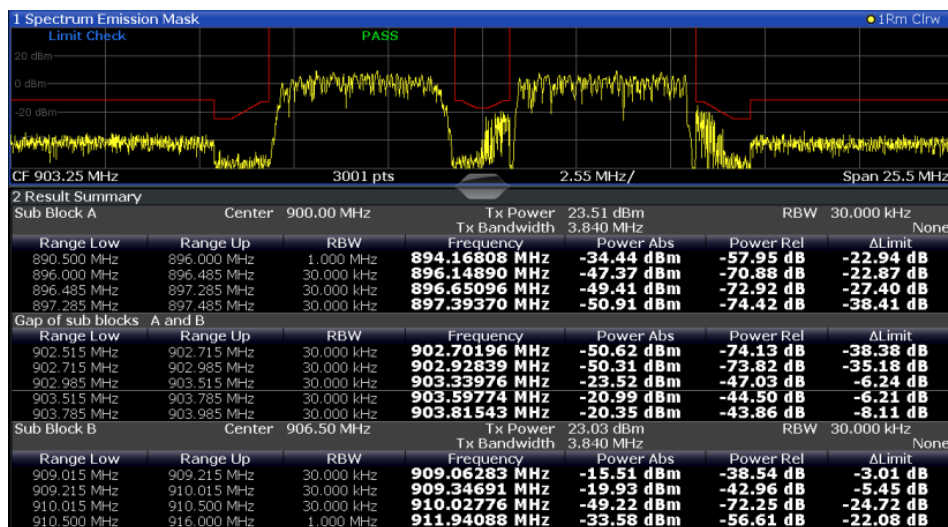 1 Spectrum Emission Mask 1Rm Clrw
Limit Check PASS
20 dBm
0 dBm
-20 dBm
CF 903.25 MHz 3001 pts 2.55 MHz/ Span 25.5 MHz
2 Result Summary
Sub Block A Center 900.00 MHz Tx Power 23.51 dBm RBW 30.000 kHz
Tx Bandwidth 3.840 MHz None
Range Low Range Up RBW Frequency Power Abs Power Rel ΔLimit
890.500 MHz 896.000 MHz 1.000 MHz 894.16808 MHz -34.44 dBm -57.95 dB -22.94 dB
896.000 MHz 896.485 MHz 30.000 kHz 896.14890 MHz -47.37 dBm -70.88 dB -22.87 dB
896.485 MHz 897.285 MHz 30.000 kHz 896.65096 MHz -49.41 dBm -72.92 dB -27.40 dB
897.285 MHz 897.485 MHz 30.000 kHz 897.39370 MHz -50.91 dBm -74.42 dB -38.41 dB
Gap of sub blocks A and B
Range Low Range Up RBW Frequency Power Abs Power Rel ΔLimit
902.515 MHz 902.715 MHz 30.000 kHz 902.70196 MHz -50.62 dBm -74.13 dB -38.38 dB
902.715 MHz 902.985 MHz 30.000 kHz 902.92839 MHz -50.31 dBm -73.82 dB -35.18 dB
902.985 MHz 903.515 MHz 30.000 kHz 903.33976 MHz -23.52 dBm -47.03 dB -6.24 dB
903.515 MHz 903.785 MHz 30.000 kHz 903.59774 MHz -20.99 dBm -44.50 dB -6.21 dB
903.785 MHz 903.985 MHz 30.000 kHz 903.81543 MHz -20.35 dBm -43.86 dB -8.11 dB
Sub Block B Center 906.50 MHz Tx Power 23.03 dBm RBW 30.000 kHz
Tx Bandwidth 3.840 MHz None
Range Low Range Up RBW Frequency Power Abs Power Rel ΔLimit
909.015 MHz 909.215 MHz 30.000 kHz 909.06283 MHz -15.51 dBm -38.54 dB -3.01 dB
909.215 MHz 910.015 MHz 30.000 kHz 909.34691 MHz -19.93 dBm -42.96 dB -5.45 dB
910.015 MHz 910.500 MHz 30.000 kHz 910.02776 MHz -49.22 dBm -72.25 dB -24.72 dB
910.500 MHz 916.000 MHz 1.000 MHz 911.94088 MHz -33.58 dBm -56.61 dB -22.08 dB